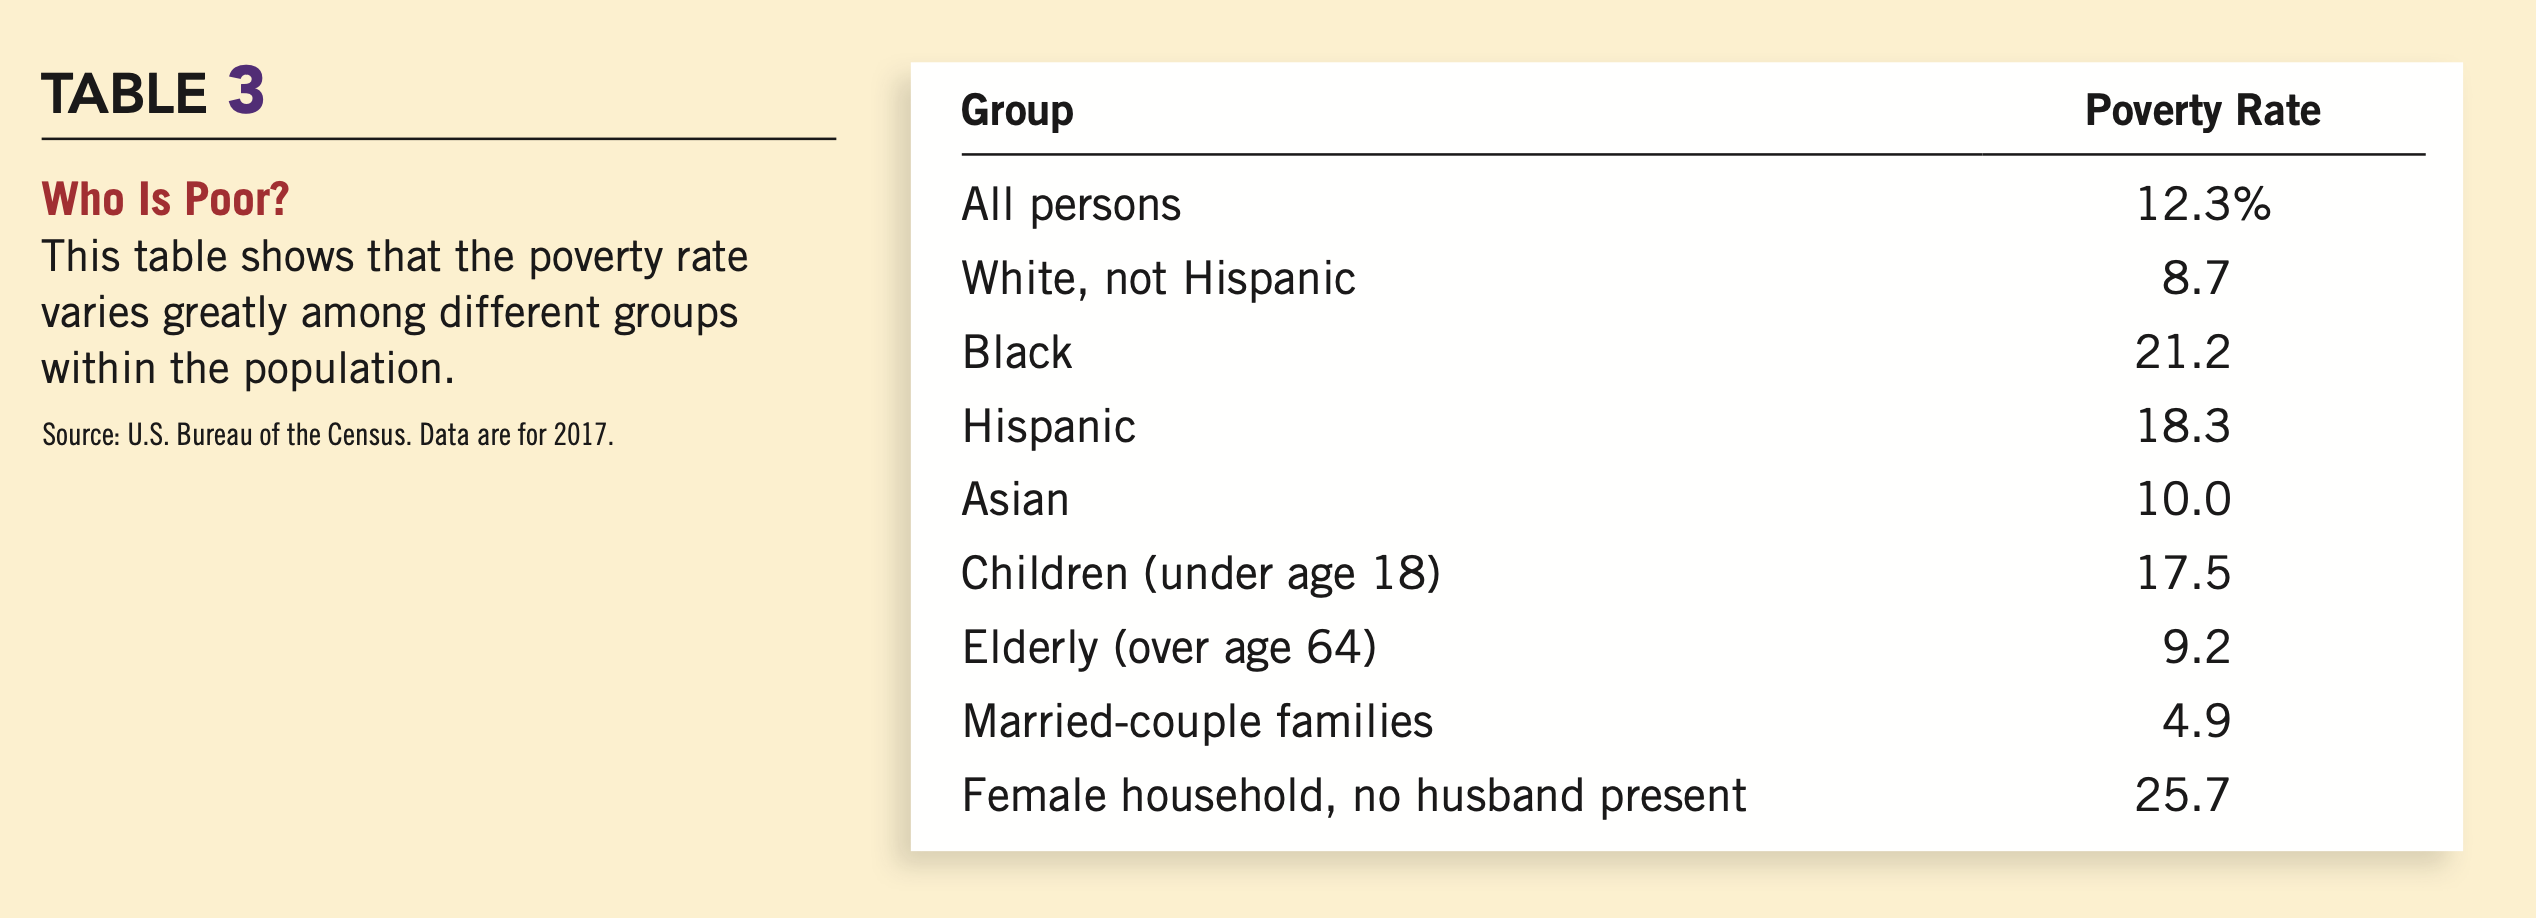 TABLE 3
Who Is Poor?
This table shows that the poverty rate
varies greatly among different groups
within the population.
Source: U.S. Bureau of the Census. Data are for 2017.
Group Poverty Rate
All persons 12.3%
White, not Hispanic 8.7
Black 21.2
Hispanic 18.3
Asian 10.0
Children (under age 18) 17.5
Elderly (over age 64) 9.2
Married-couple families 4.9
Female household, no husband present 25.7